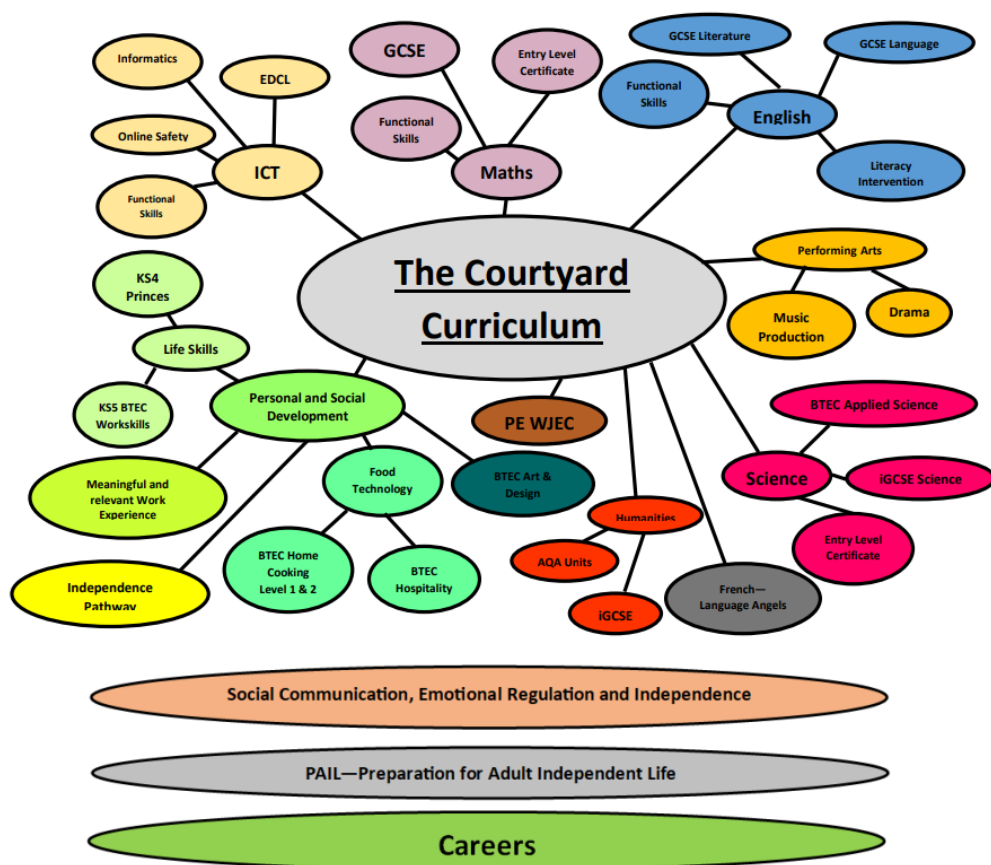 GCSE
Entry Level
Certificate
Functional
Skills
Maths
GCSE Literature
GCSE Language
Functional
Skills
English
Literacy
Intervention
Informatics
EDCL
Online Safety
ICT
Functional
Skills
The Courtyard
Curriculum
Performing Arts
Music
Production
Drama
KS4
Princes
Life Skills
KS5 BTEC
Workskills
Personal and Social
Development
PE WJEC
BTEC Applied Science
Science
iGCSE Science
Entry Level
Certificate
Meaningful and
relevant Work
Experience
Food
Technology
BTEC Art &
Design
Humanities
AQA Units
iGCSE
BTEC Home
Cooking
Level 1 & 2
BTEC
Hospitality
Independence
Pathway
French—
Language Angels
Social Communication, Emotional Regulation and Independence
PAIL—Preparation for Adult Independent Life
Careers